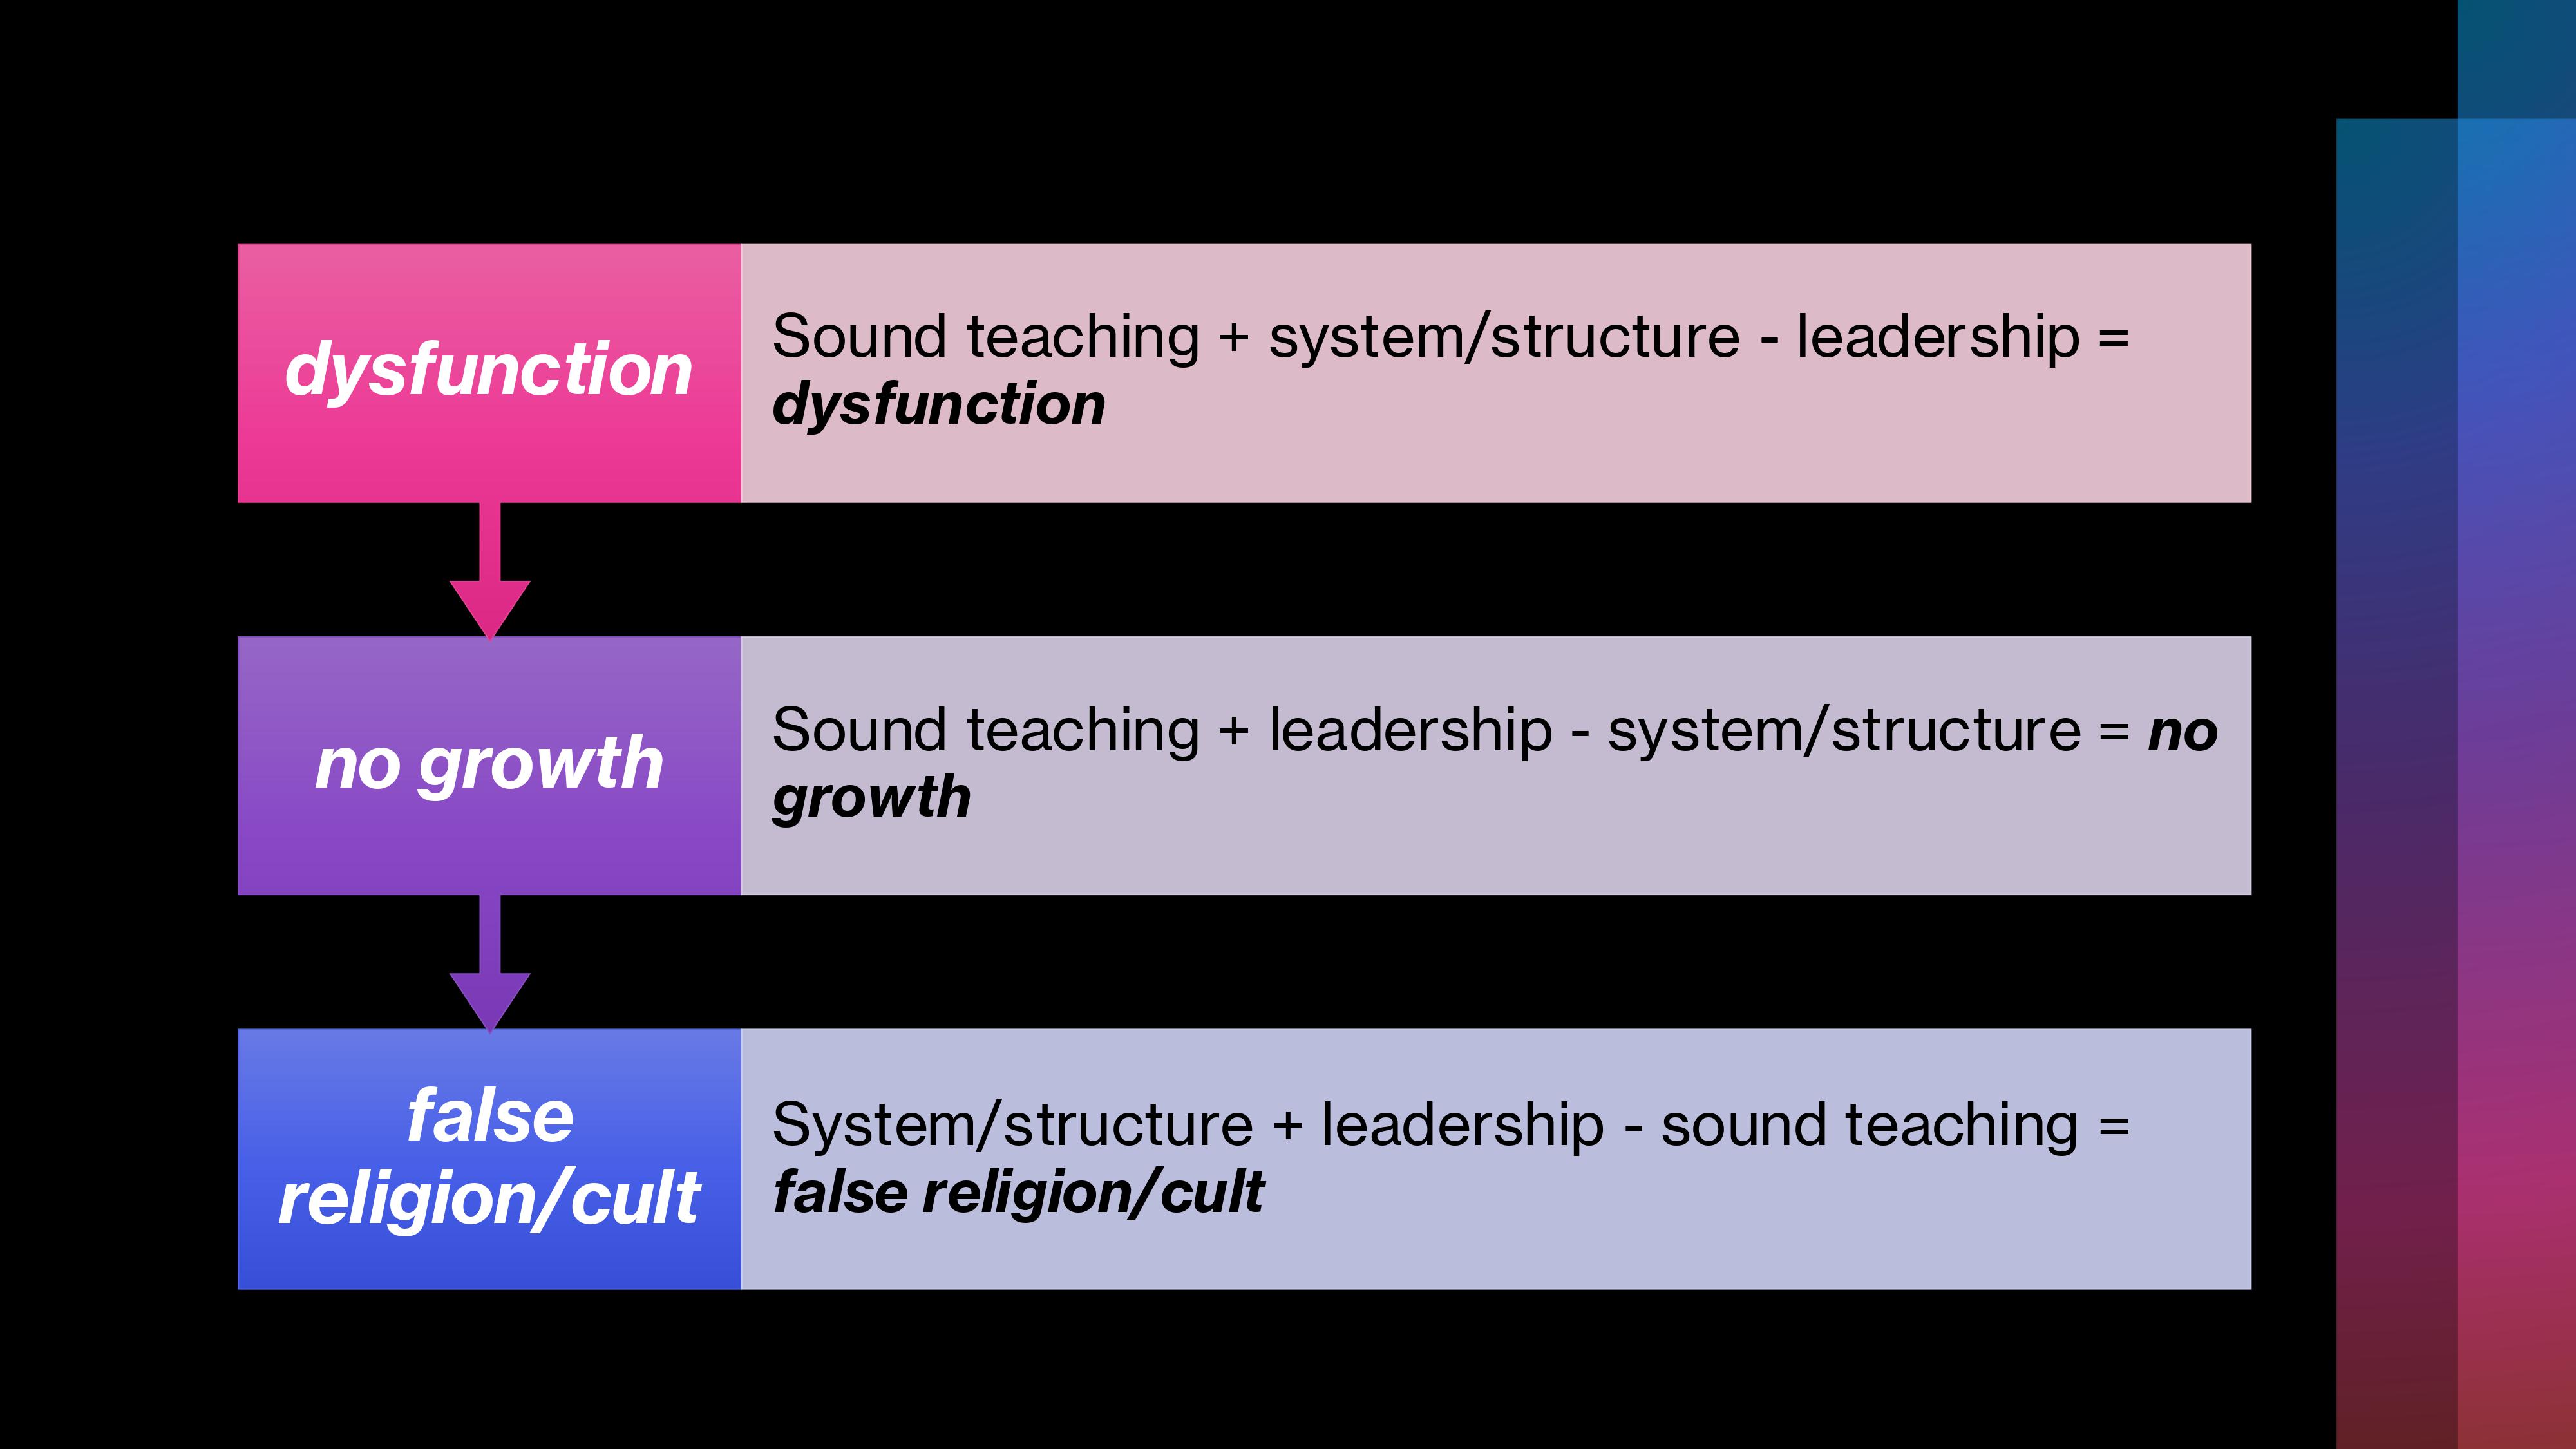 dysfunction
Sound teaching + system/structure - leadership =
dysfunction
no growth
Sound teaching + leadership - system/structure = no
growth
false
religion/cult
System/structure + leadership - sound teaching =
false religion/cult